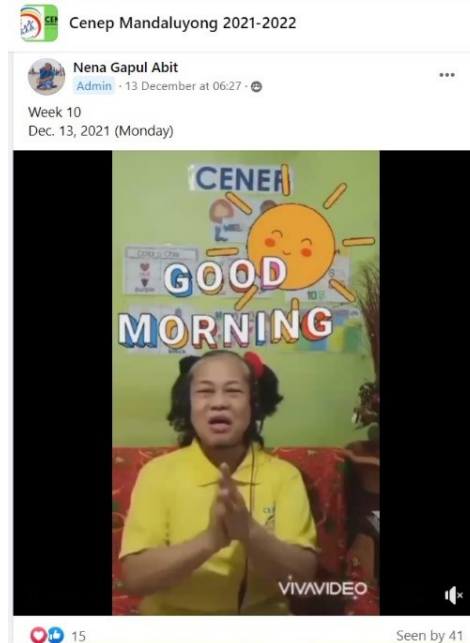 Cenep Mandaluyong 2021-2022
Nena Gapul Abit
Admin · 13 December at 06:27 ·
Week 10
Dec. 13, 2021 (Monday)
CENEP
GOOD
MORNING
VIVAVIDEO
15
Seen by 41